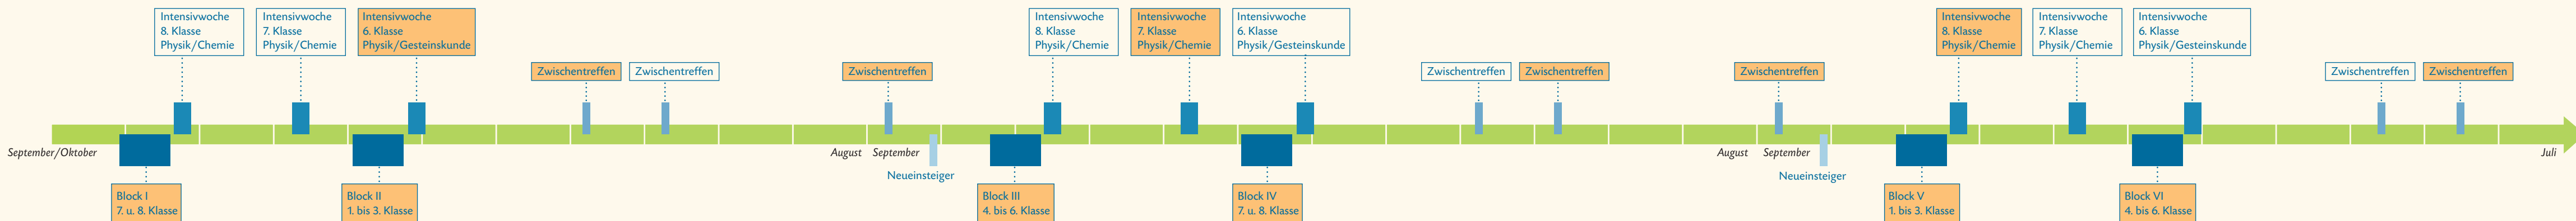 Intensivwoche
8. Klasse
Physik/Chemie
Intensivwoche
7. Klasse
Physik/Chemie
Intensivwoche
6. Klasse
Physik/Gesteinskunde
Zwischentreffen
Zwischentreffen
Zwischentreffen
Intensivwoche
8. Klasse
Physik/Chemie
Intensivwoche
7. Klasse
Physik/Chemie
Intensivwoche
6. Klasse
Physik/Gesteinskunde
Zwischentreffen
Zwischentreffen
Zwischentreffen
Intensivwoche
8. Klasse
Physik/Chemie
Intensivwoche
7. Klasse
Physik/Chemie
Intensivwoche
6. Klasse
Physik/Gesteinskunde
Zwischentreffen
Zwischentreffen
September/Oktober
August
September
August
September
Juli
Neueinsteiger
Neueinsteiger
Block I
7. u. 8. Klasse
Block II
1. bis 3. Klasse
Block III
4. bis 6. Klasse
Block IV
7. u. 8. Klasse
Block V
1. bis 3. Klasse
Block VI
4. bis 6. Klasse